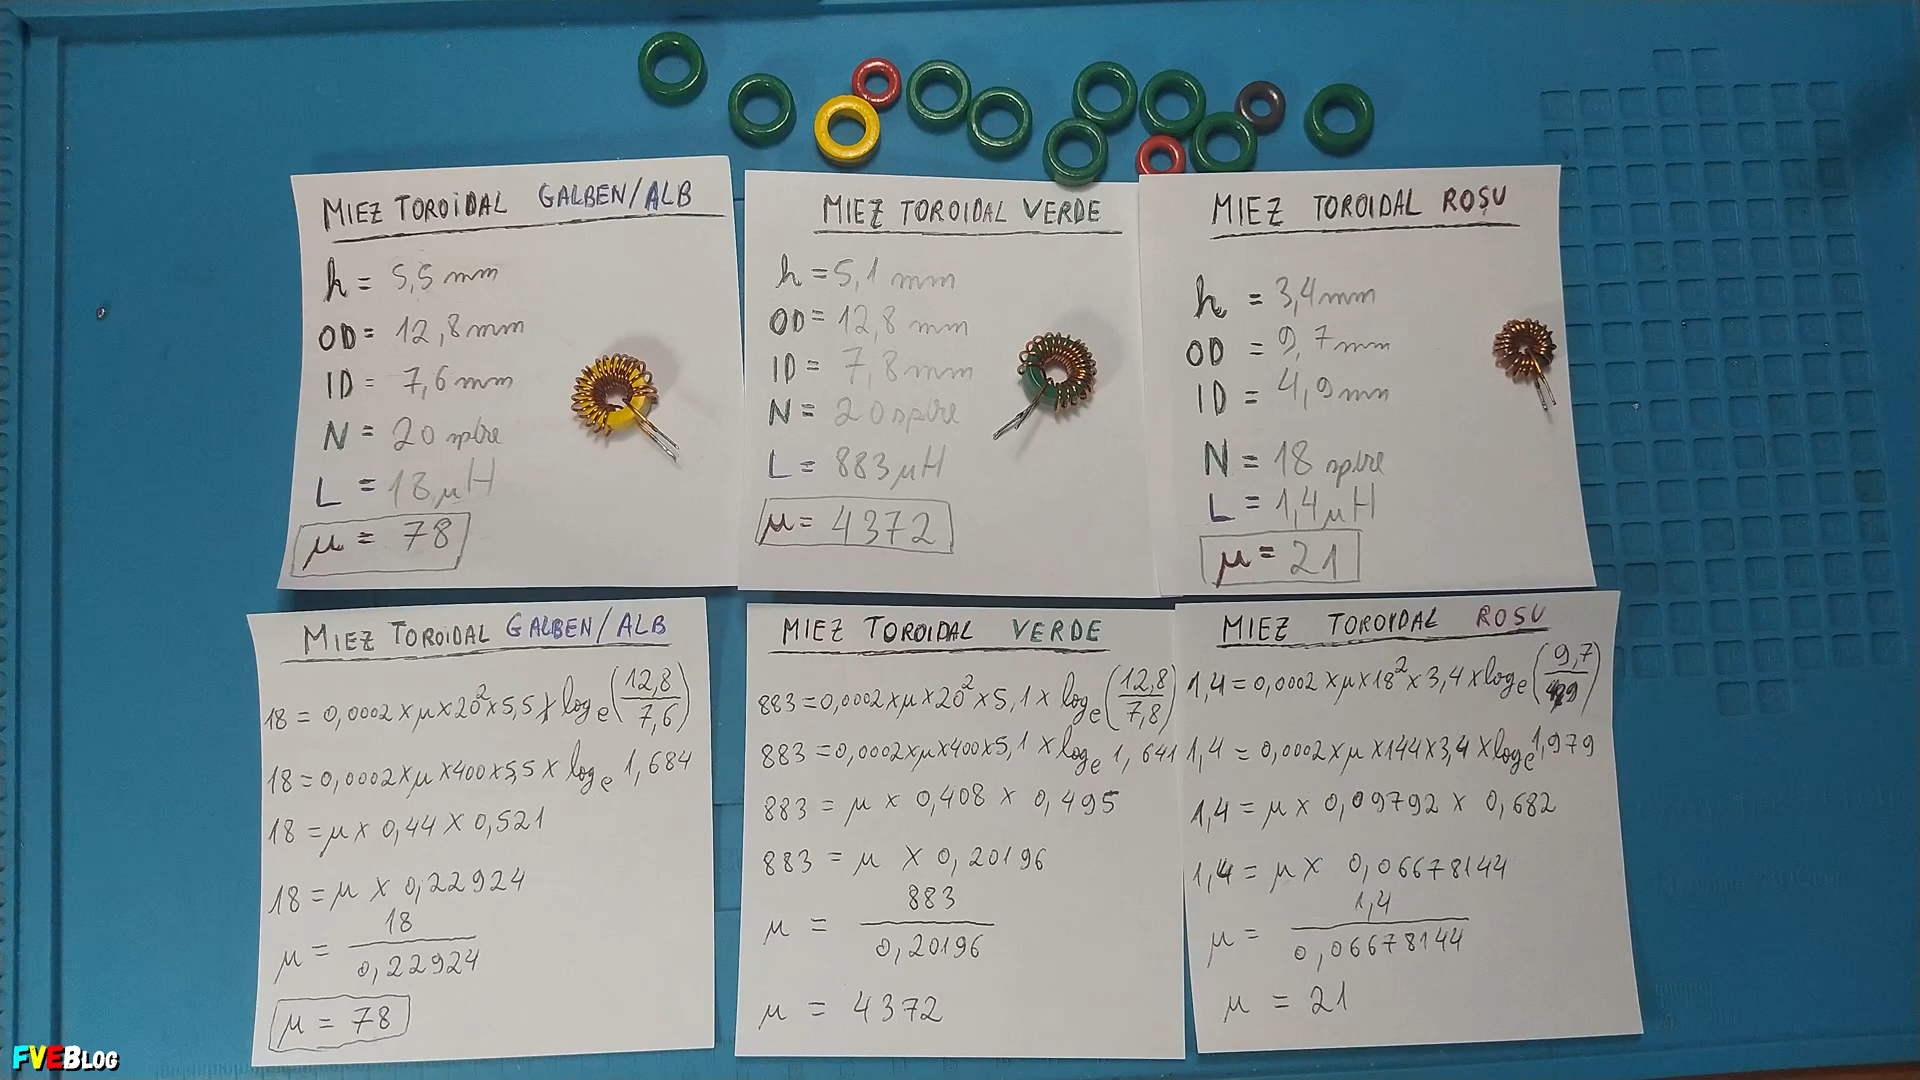 MIEZ TOROIDAL GALBEN/ALB
h = 5,5 mm
OD = 12,8 mm
ID = 7,6 mm
N = 20 spire
L = 18 µH
µ = 78
MIEZ TOROIDAL VERDE
h = 5,1 mm
OD = 12,8 mm
ID = 7,8 mm
N = 20 spire
L = 883 µH
µ = 4372
MIEZ TOROIDAL ROȘU
h = 3,4 mm
OD = 9,7 mm
ID = 4,9 mm
N = 18 spire
L = 1,4 µH
µ = 21
MIEZ TOROIDAL GALBEN/ALB
18 = 0,0002 x µ x 20² x 5,5 x log e (12,8/7,6)
18 = 0,0002 x µ x 400 x 5,5 x log e 1,684
18 = µ x 0,44 x 0,521
18 = µ x 0,22924
µ = 18/0,22924
µ = 78
MIEZ TOROIDAL VERDE
883 = 0,0002 x µ x 20² x 5,1 x log e (12,8/7,8)
883 = 0,0002 x µ x 400 x 5,1 x log e 1,641
883 = µ x 0,408 x 0,495
883 = µ x 0,20196
µ = 883/0,20196
µ = 4372
MIEZ TOROIDAL ROSU
1,4 = 0,0002 x µ x 18² x 3,4 x log e (9,7/4,9)
1,4 = 0,0002 x µ x 144 x 3,4 x log e 1,979
1,4 = µ x 0,09792 x 0,682
1,4 = µ x 0,06678144
µ = 1,4/0,06678144
µ = 21
FVEBLOG